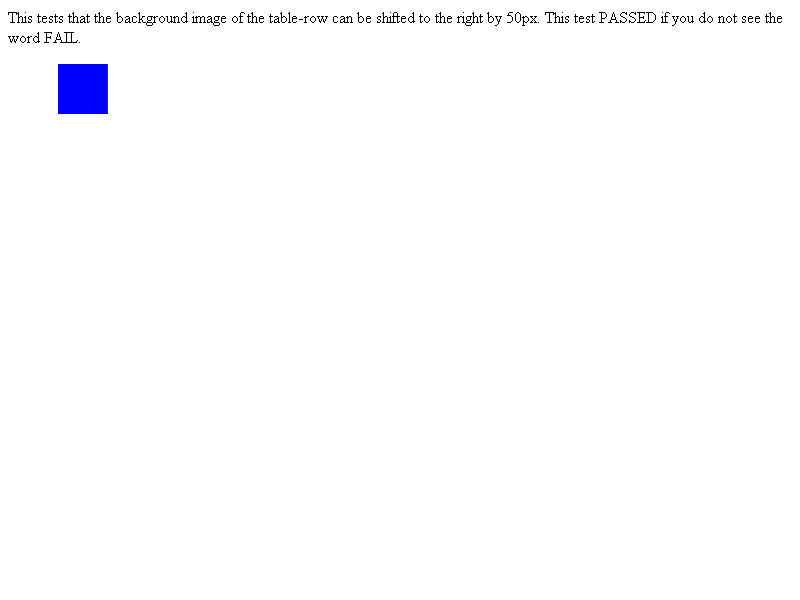 This tests that the background image of the table-row can be shifted to the right by 50px. This test PASSED if you do not see the
word FAIL.